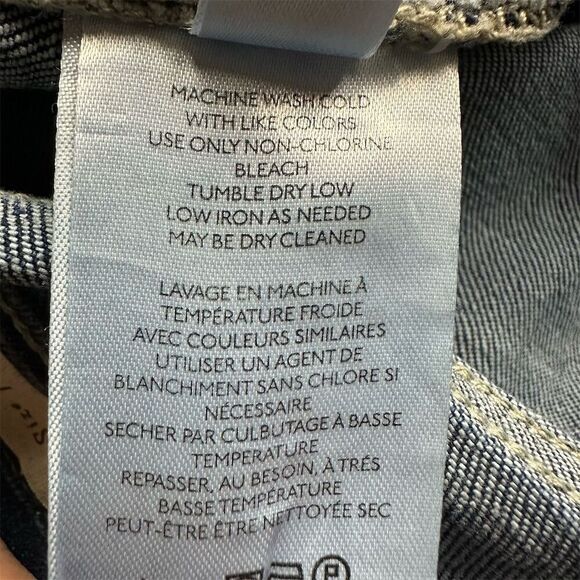 MACHINE WASH COLD
WITH LIKE COLORS
USE ONLY NON-CHLORINE
BLEACH
TUMBLE DRY LOW
LOW IRON AS NEEDED
MAY BE DRY CLEANED
LAVAGE EN MACHINE À
TEMPÉRATURE FROIDE
AVEC COULEURS SIMILAIRES
UTILISER UN AGENT DE
BLANCHIMENT SANS CHLORE SI
NÉCESSAIRE
SECHER PAR CULBUTAGE À BASSE
TEMPERATURE
REPASSER, AU BESOIN, À TRÉS
BASSE TEMPÉRATURE
PEUT-ÊTRE ÊTRE NETTOYÉE SEC